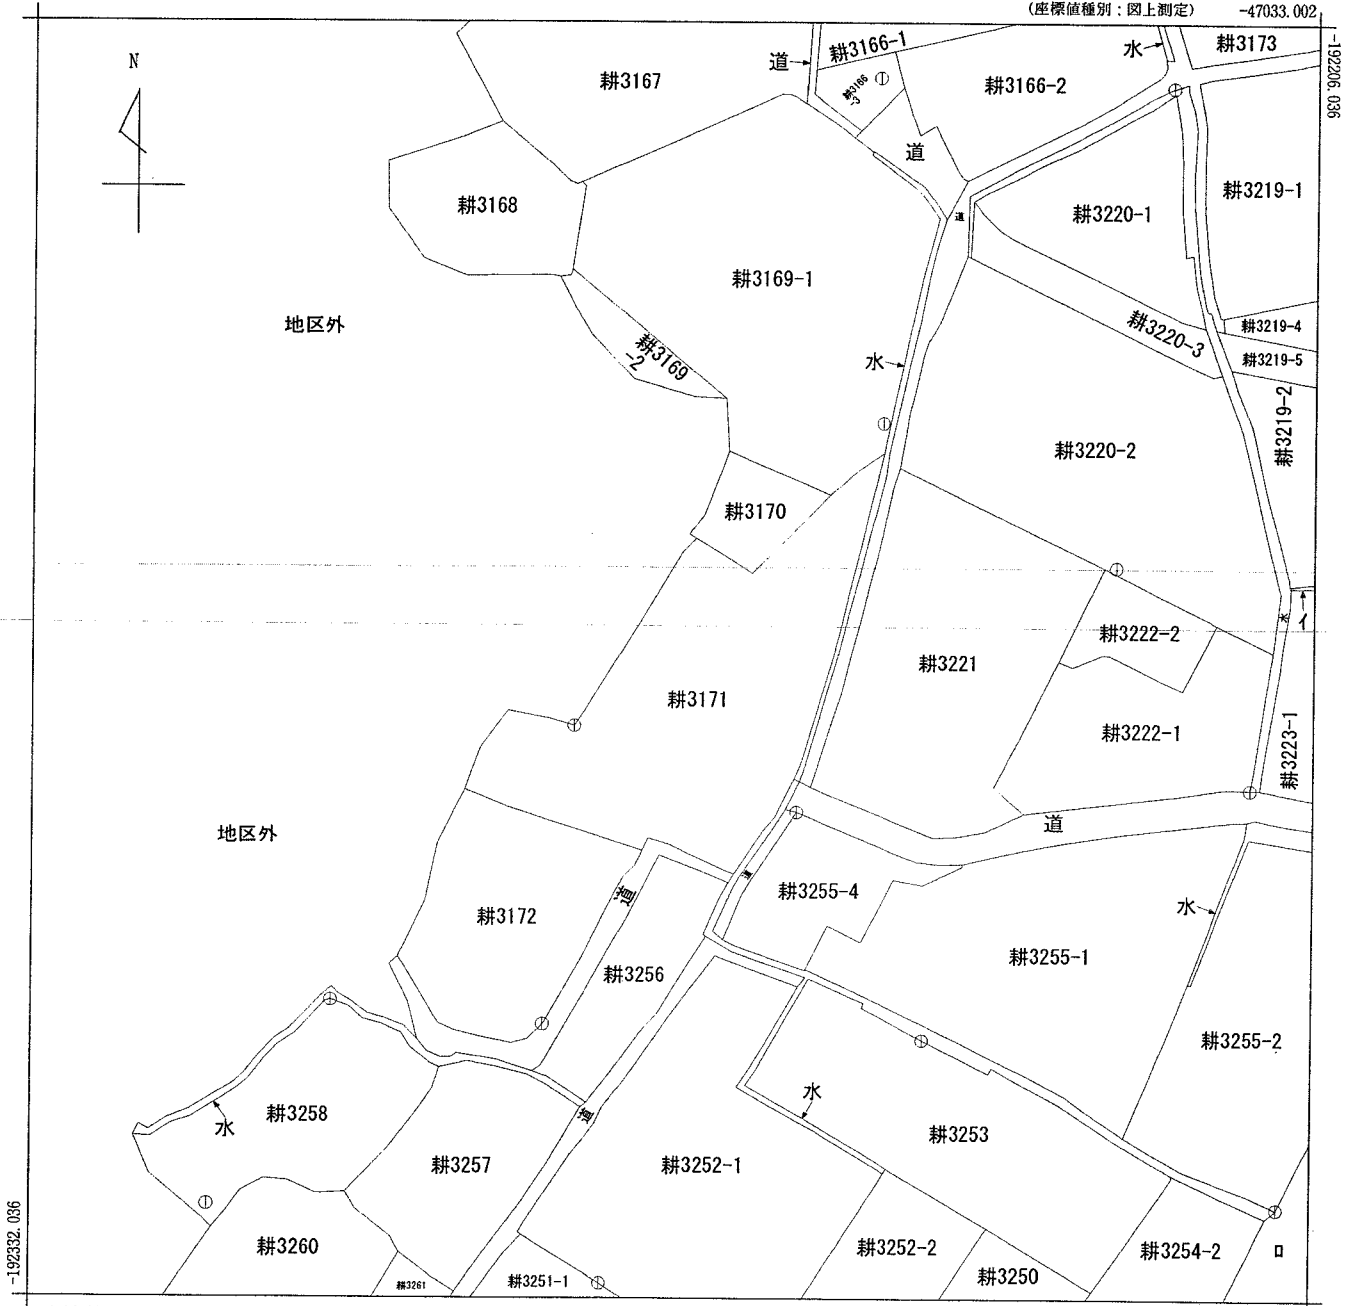 (座標値種別：図上測定)
-47033.002
-192206.036
N
耕3167
道
耕3166-1
水
耕3173
耕3166
-3
耕3166-2
道
耕3168
道
耕3220-1
耕3219-1
耕3169-1
地区外
耕3169
-2
水
耕3220-3
耕3219-4
耕3219-5
耕3219-2
耕3220-2
耕3170
水
イ
耕3222-2
耕3221
耕3171
耕3222-1
耕3223-1
地区外
道
道
耕3255-4
道
水
耕3172
耕3255-1
耕3256
耕3255-2
水
耕3258
水
道
耕3253
耕3257
耕3252-1
-192332.036
耕3260
耕3252-2
耕3254-2
ロ
耕3261
耕3251-1
耕3250